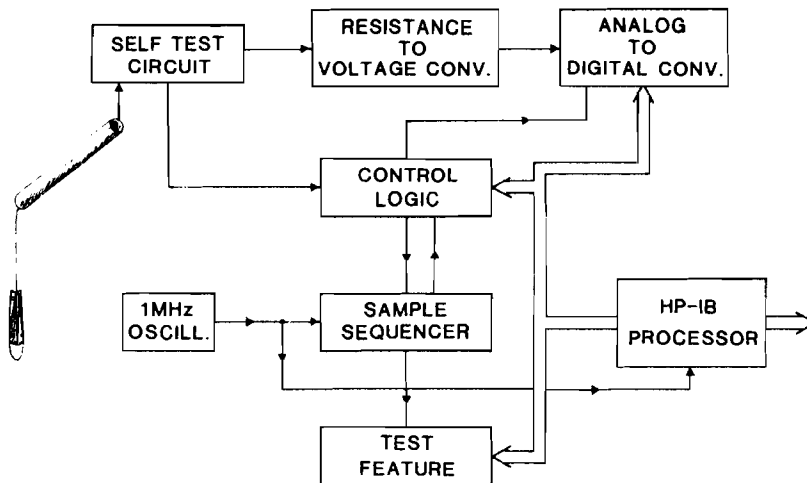 SELF TEST
CIRCUIT
RESISTANCE
TO
VOLTAGE CONV.
ANALOG
TO
DIGITAL CONV.
CONTROL
LOGIC
1MHz
OSCILL.
SAMPLE
SEQUENCER
HP-IB
PROCESSOR
TEST
FEATURE